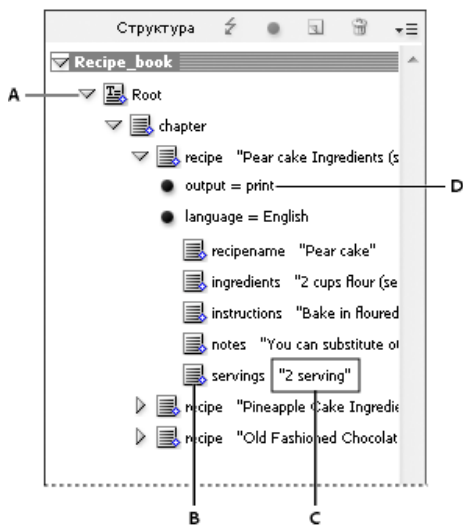 Структура
Recipe_book
A
Root
chapter
recipe "Pear cake Ingredients (s
output = print
D
language = English
recipename "Pear cake"
ingredients "2 cups flour (se
instructions "Bake in floured
notes "You can substitute ot
servings "2 serving"
recipe "Pineapple Cake Ingredie
recipe "Old Fashioned Chocolat
B
C